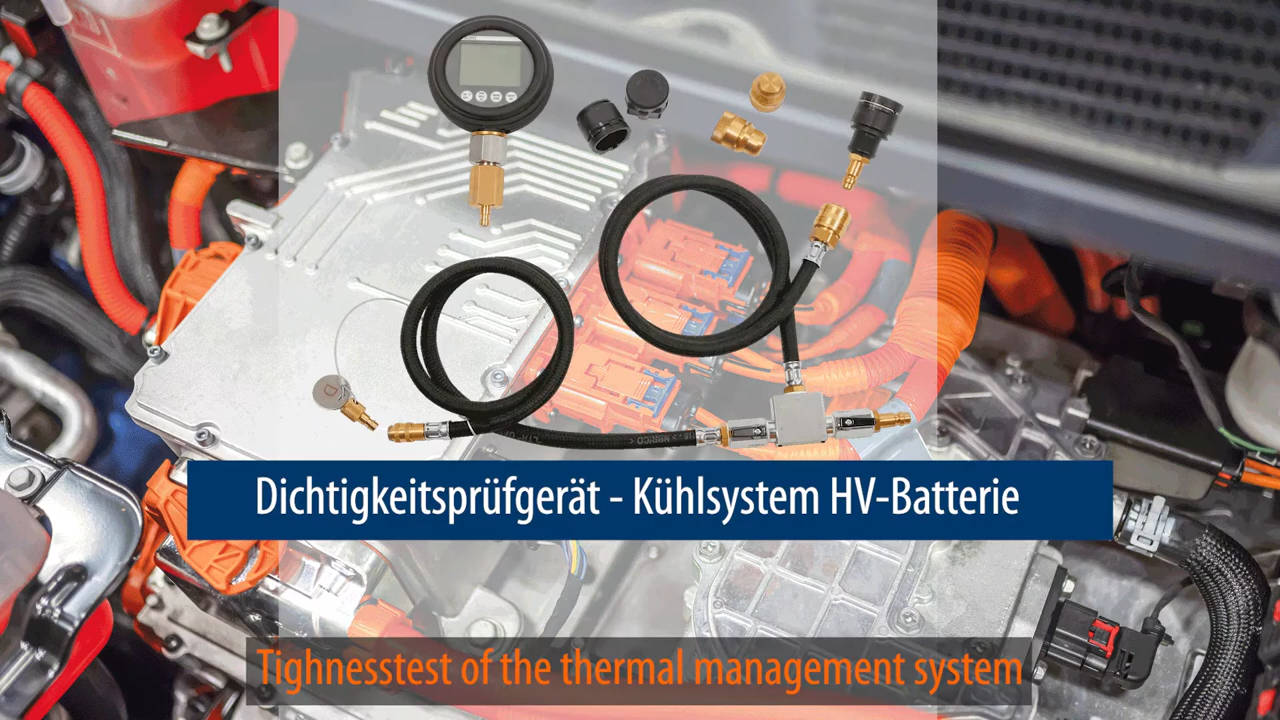 Dichtigkeitsprüfgerät - Kühlsystem HV-Batterie
Tighnesstest of the thermal management system